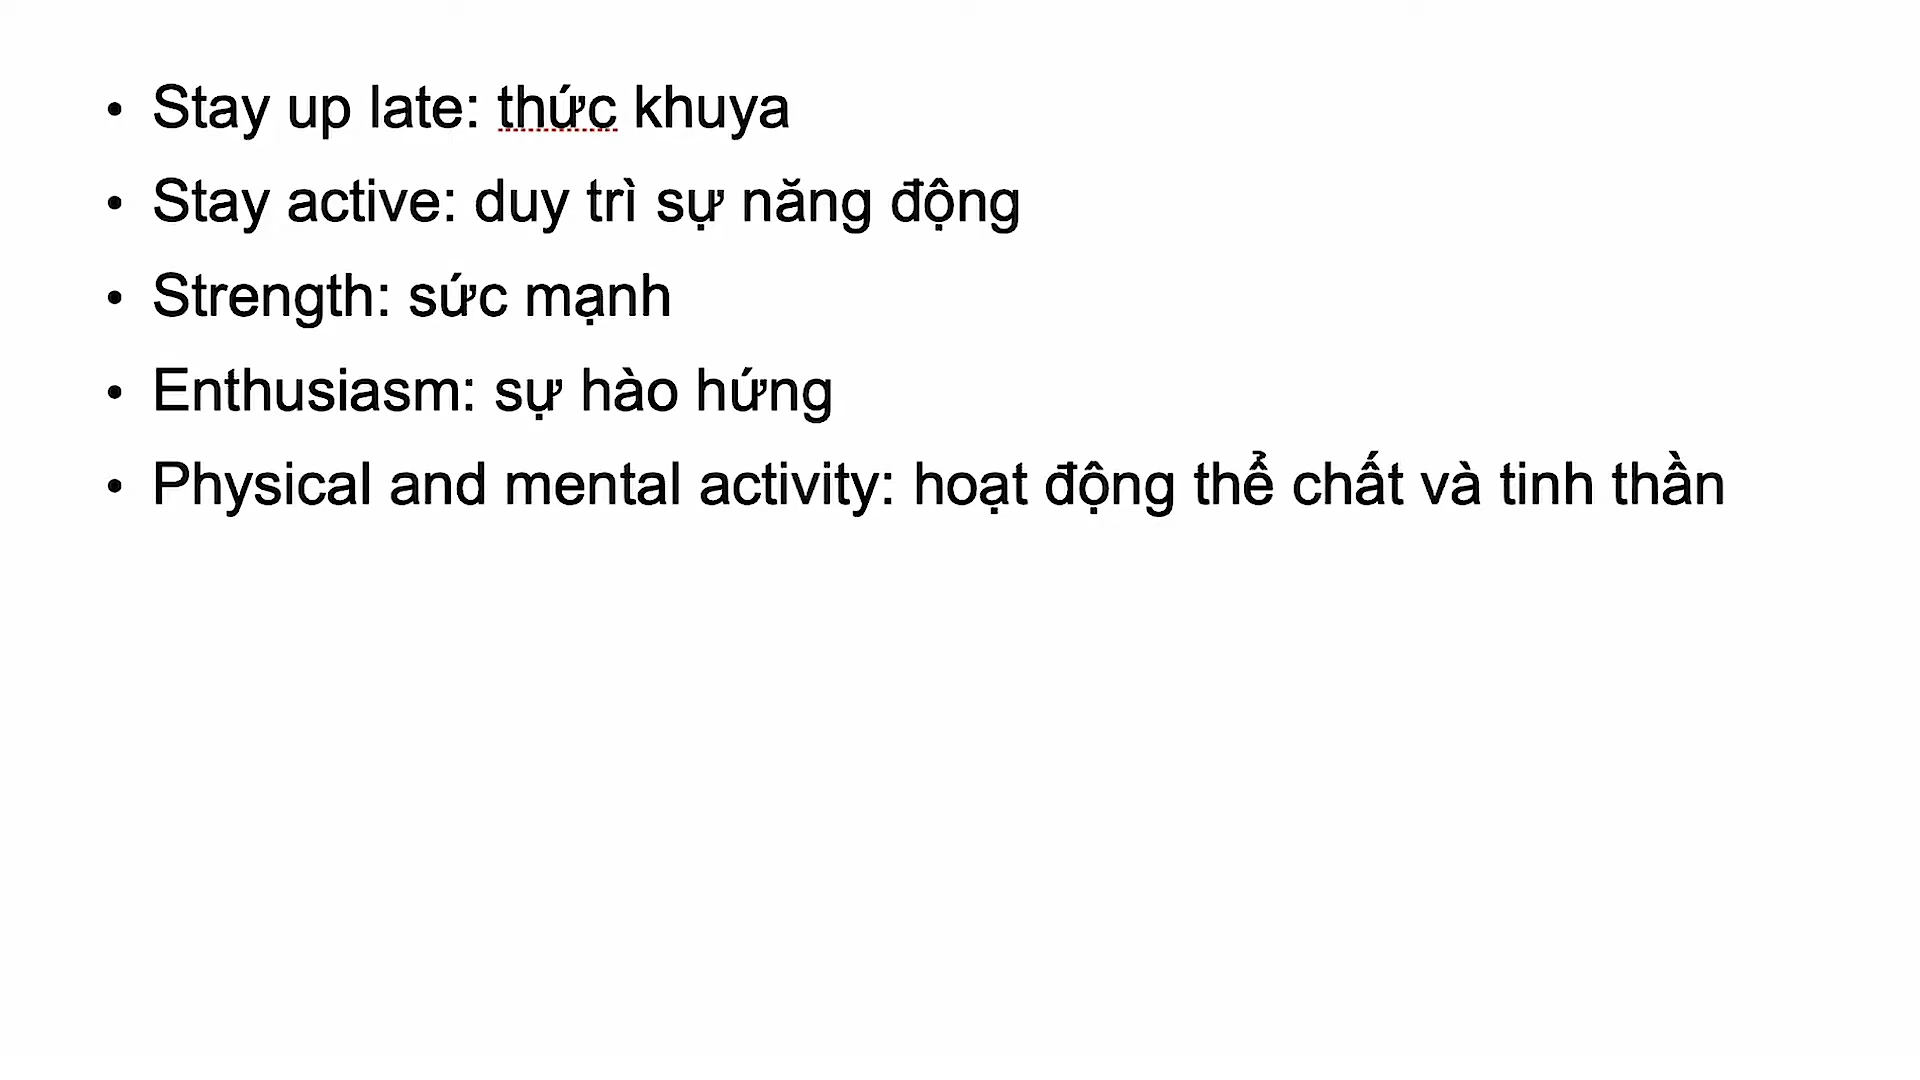 • Stay up late: thức khuya
• Stay active: duy trì sự năng động
• Strength: sức mạnh
• Enthusiasm: sự hào hứng
• Physical and mental activity: hoạt động thể chất và tinh thần